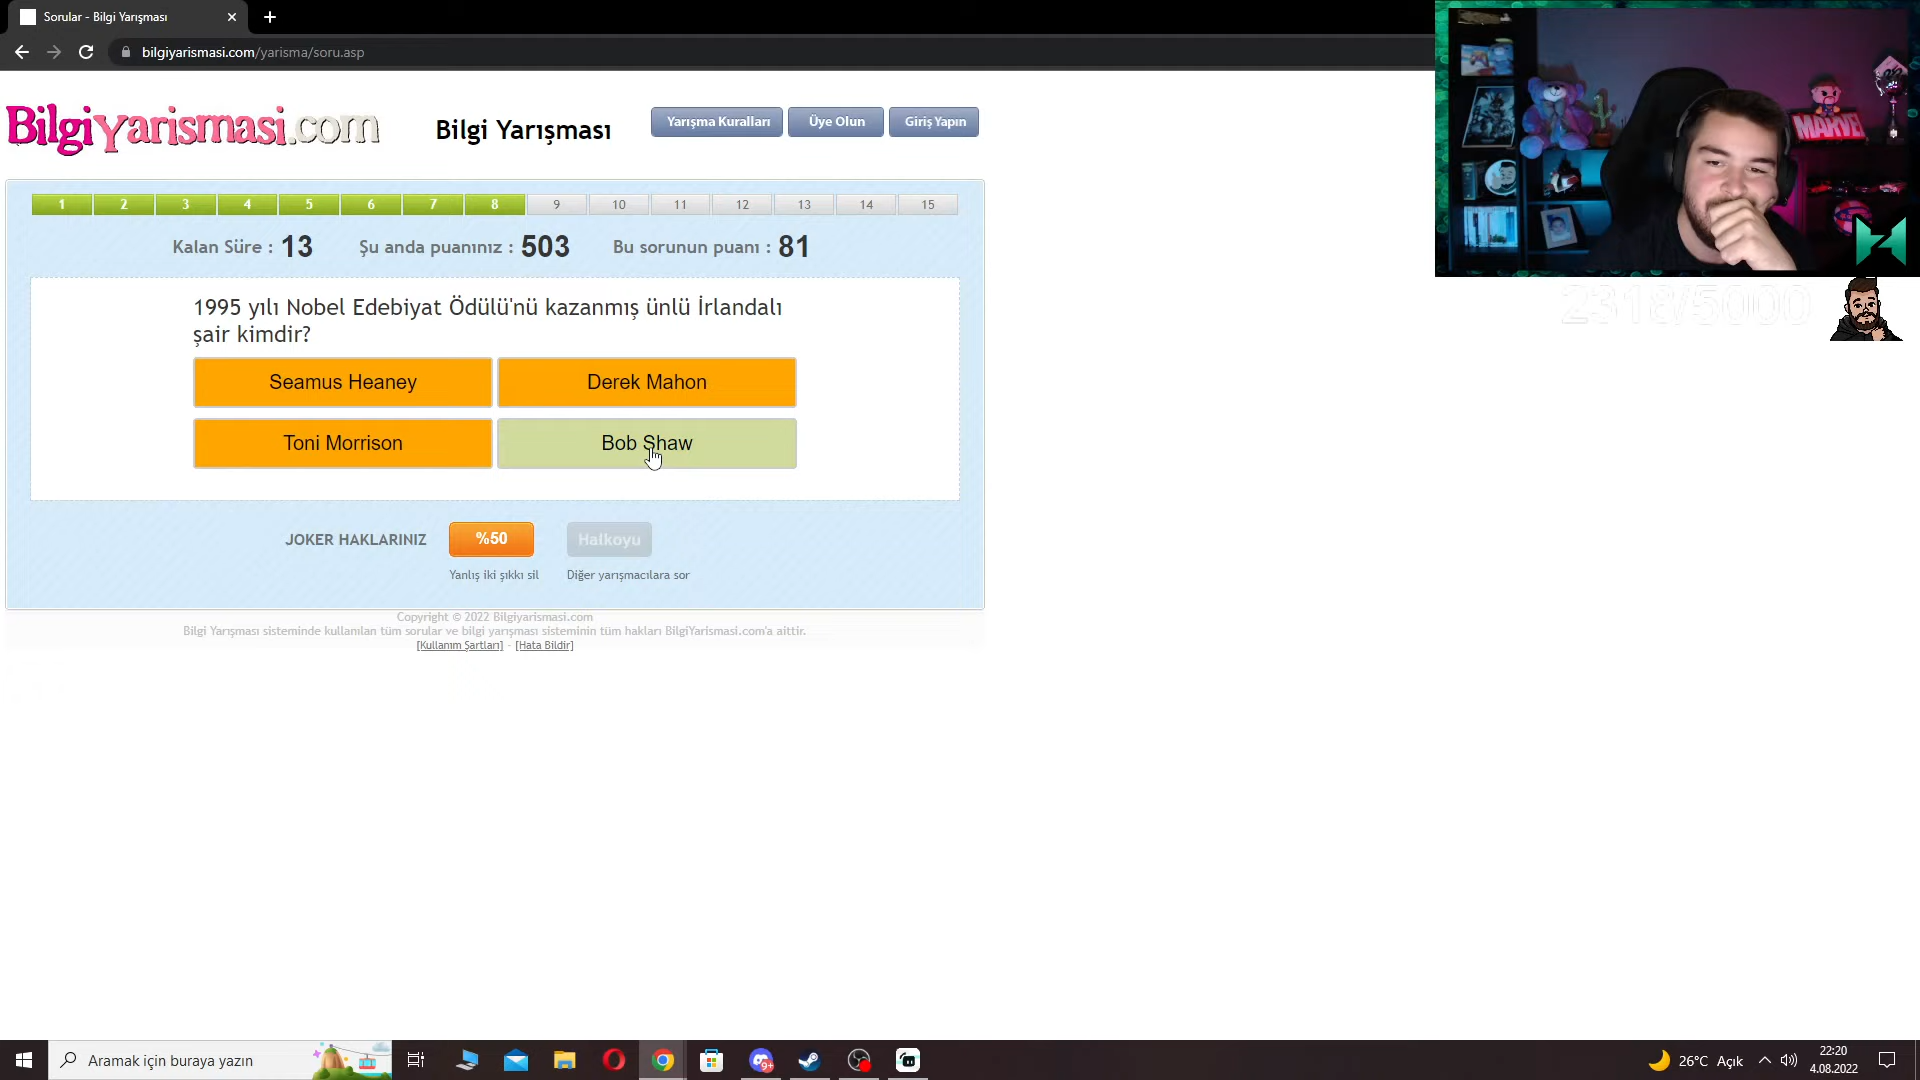 Sorular - Bilgi Yarışması
bilgiyarismasi.com/yarisma/soru.asp
Bilgiyarismasi.com
Bilgi Yarışması
Yarışma Kuralları
Üye Olun
Giriş Yapın
1 2 3 4 5 6 7 8 9 10 11 12 13 14 15
Kalan Süre : 13 Şu anda puanınız : 503 Bu sorunun puanı : 81
1995 yılı Nobel Edebiyat Ödülü'nü kazanmış ünlü İrlandalı
şair kimdir?
Seamus Heaney
Derek Mahon
Toni Morrison
Bob Shaw
JOKER HAKLARINIZ
%50
Halkoyu
Yanlış iki şıkkı sil
Diğer yarışmacılara sor
Copyright © 2022 Bilgiyarismasi.com
Bilgi Yarışması sisteminde kullanılan tüm sorular ve bilgi yarışması sisteminin tüm hakları BilgiYarismasi.com'a aittir.
[Kullanım Şartları] - [Hata Bildir]
MARVEL
2318/5000
Aramak için buraya yazın
9+
26°C Açık
22:20
4.08.2022